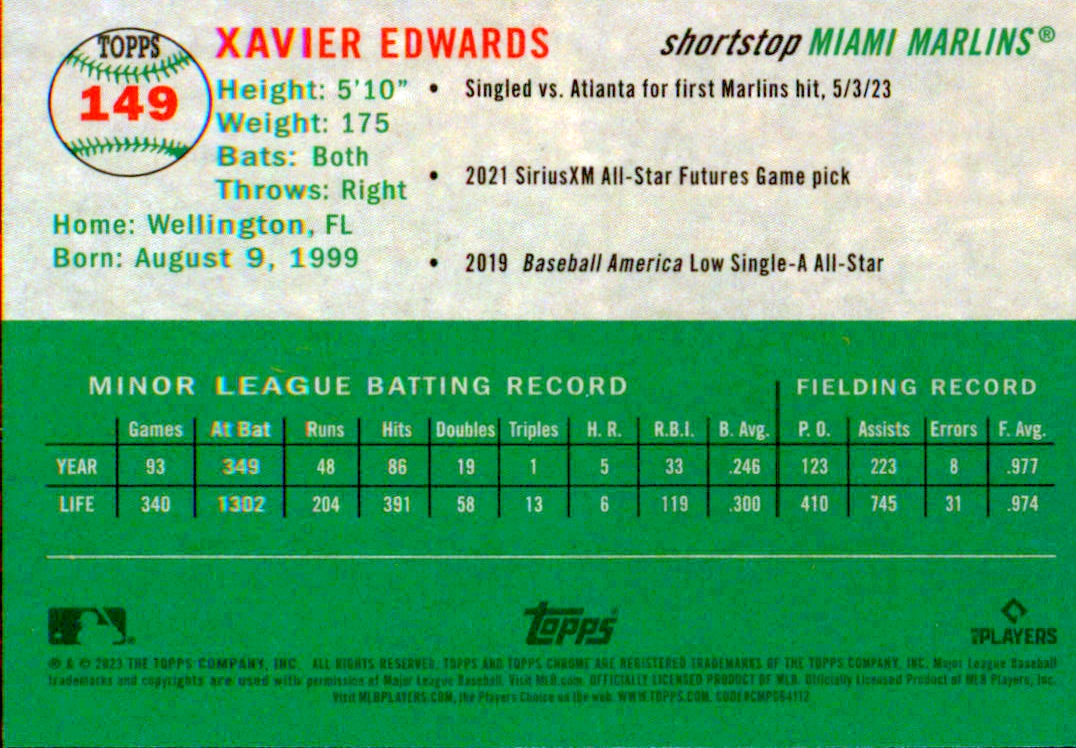 TOPPS
149
XAVIER EDWARDS
shortstop MIAMI MARLINS®
Height: 5'10"
Weight: 175
Bats: Both
Throws: Right
Home: Wellington, FL
Born: August 9, 1999
• Singled vs. Atlanta for first Marlins hit, 5/3/23
• 2021 SiriusXM All-Star Futures Game pick
• 2019 Baseball America Low Single-A All-Star
MINOR LEAGUE BATTING RECORD FIELDING RECORD
Games At Bat Runs Hits Doubles Triples H. R. R.B.I. B. Avg. P. O. Assists Errors F. Avg.
YEAR 93 349 48 86 19 1 5 33 .246 123 223 8 .977
LIFE 340 1302 204 391 58 13 6 119 .300 410 745 31 .974
Topps
PLAYERS
® & © 2023 THE TOPPS COMPANY, INC. ALL RIGHTS RESERVED. TOPPS AND TOPPS CHROME ARE REGISTERED TRADEMARKS OF THE TOPPS COMPANY, INC. Major League Baseball
trademarks and copyrights are used with permission of Major League Baseball. Visit MLB.com. OFFICIALLY LICENSED PRODUCT OF MLB. Officially Licensed Product of MLB Players, Inc.
Visit MLBPLAYERS.COM, the Players Choice on the web. WWW.TOPPS.COM. CODE#CMP064112